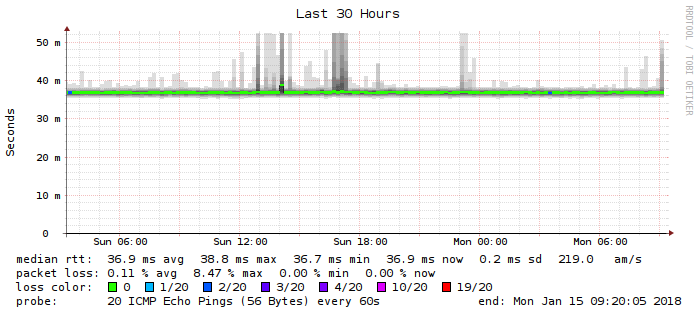 Last 30 Hours
RRDTOOL / TOBI OETIKER
Seconds
50 m
40 m
30 m
20 m
10 m
0
Sun 06:00 Sun 12:00 Sun 18:00 Mon 00:00 Mon 06:00
median rtt: 36.9 ms avg 38.8 ms max 36.7 ms min 36.9 ms now 0.2 ms sd 219.0 am/s
packet loss: 0.11 % avg 8.47 % max 0.00 % min 0.00 % now
loss color: 0 1/20 2/20 3/20 4/20 10/20 19/20
probe: 20 ICMP Echo Pings (56 Bytes) every 60s end: Mon Jan 15 09:20:05 2018